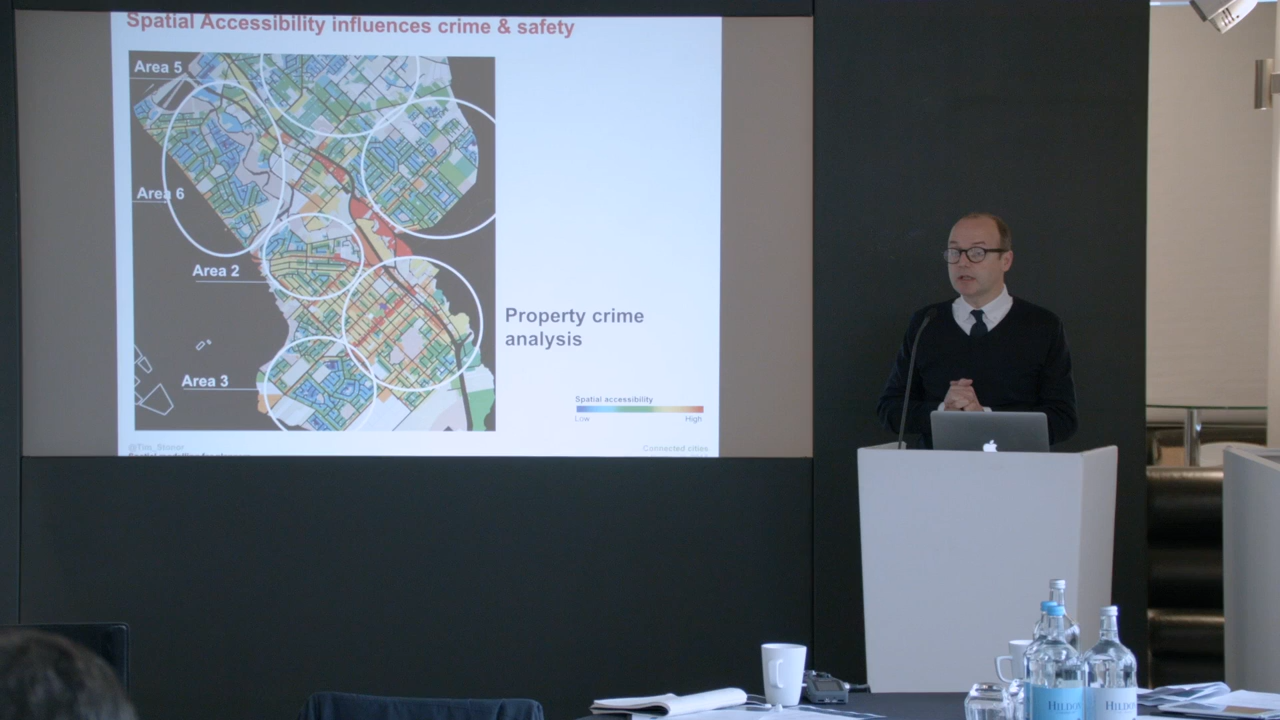 Spatial Accessibility influences crime & safety
Area 5
Area 6
Area 2
Area 3
Property crime
analysis
Spatial accessibility
Low
High
Connected cities
HILDON